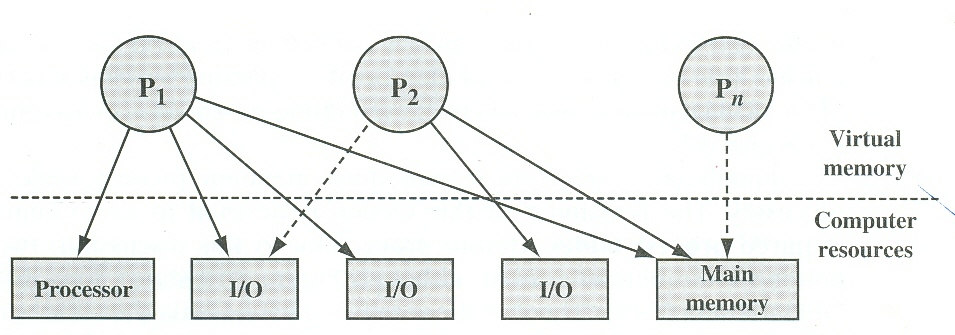 P1
P2
Pn
Virtual
memory
Computer
resources
Processor
I/O
I/O
I/O
Main
memory